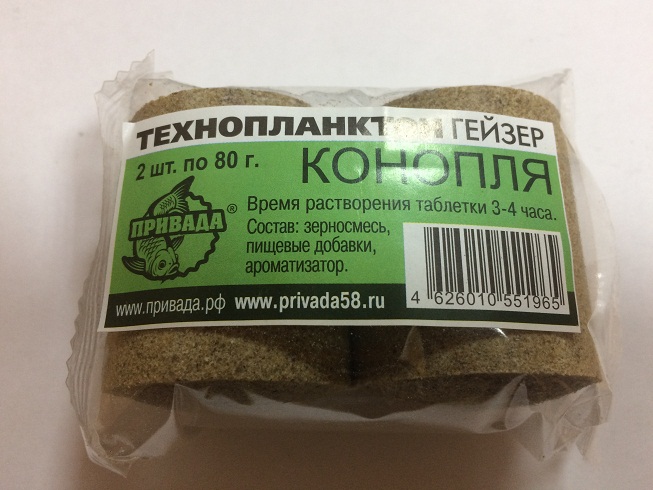 ТЕХНОПЛАНКТОН ГЕЙЗЕР
2 шт. по 80 г.
КОНОПЛЯ
ПРИВАДА®
Время растворения таблетки 3-4 часа.
Состав: зерносмесь,
пищевые добавки,
ароматизатор.
4 626010 551965
www.привада.рф www.privada58.ru